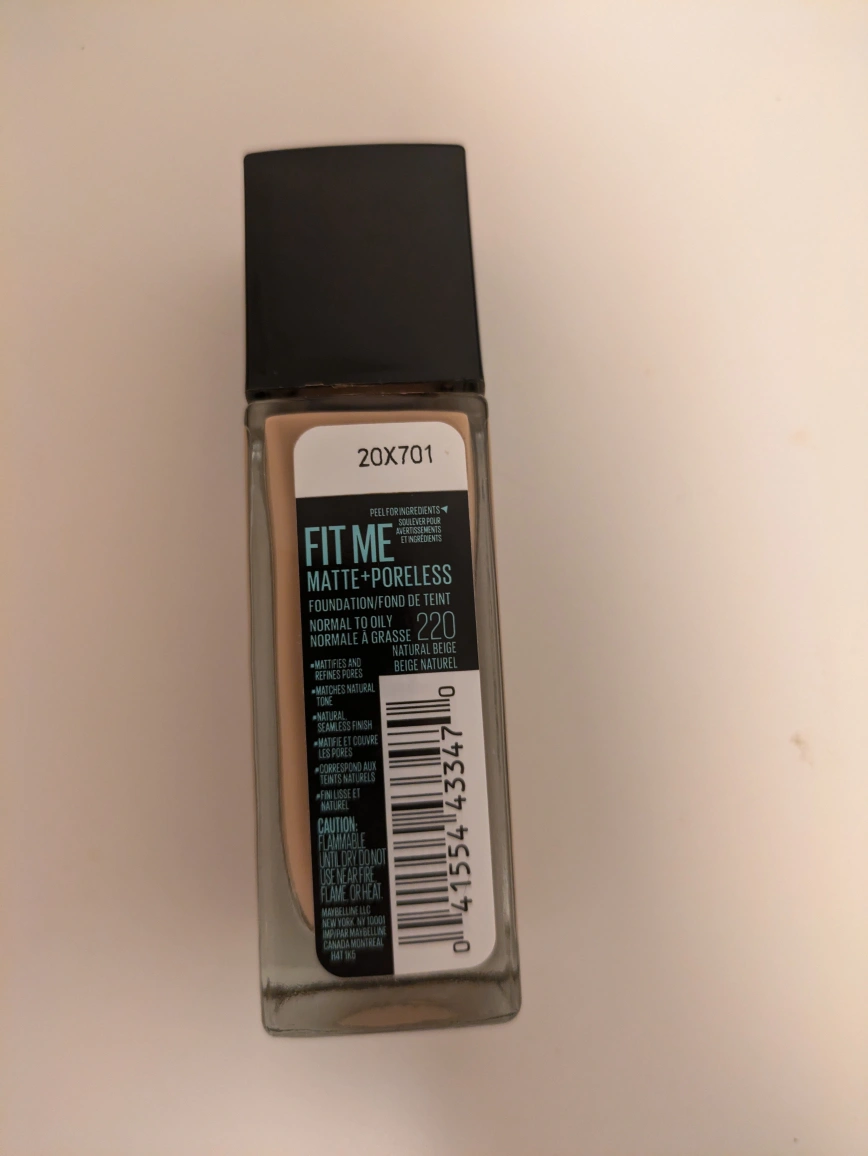 20X701
PEEL FOR INGREDIENTS
SOULEVER POUR
AVERTISSEMENTS
ET INGRÉDIENTS
FIT ME
MATTE+PORELESS
FOUNDATION/FOND DE TEINT
NORMAL TO OILY
NORMALE À GRASSE
220
NATURAL BEIGE
BEIGE NATUREL
MATTIFIES AND
REFINES PORES
MATCHES NATURAL
TONE
NATURAL,
SEAMLESS FINISH
MATIFIE ET COUVRE
LES PORES
CORRESPOND AUX
TEINTS NATURELS
FINI LISSE ET
NATUREL
CAUTION:
FLAMMABLE
UNTIL DRY. DO NOT
USE NEAR FIRE,
FLAME, OR HEAT.
MAYBELLINE LLC
NEW YORK, NY 10001
IMP/PAR MAYBELLINE
CANADA MONTREAL
H4T 1K5
0 41554 43347 0